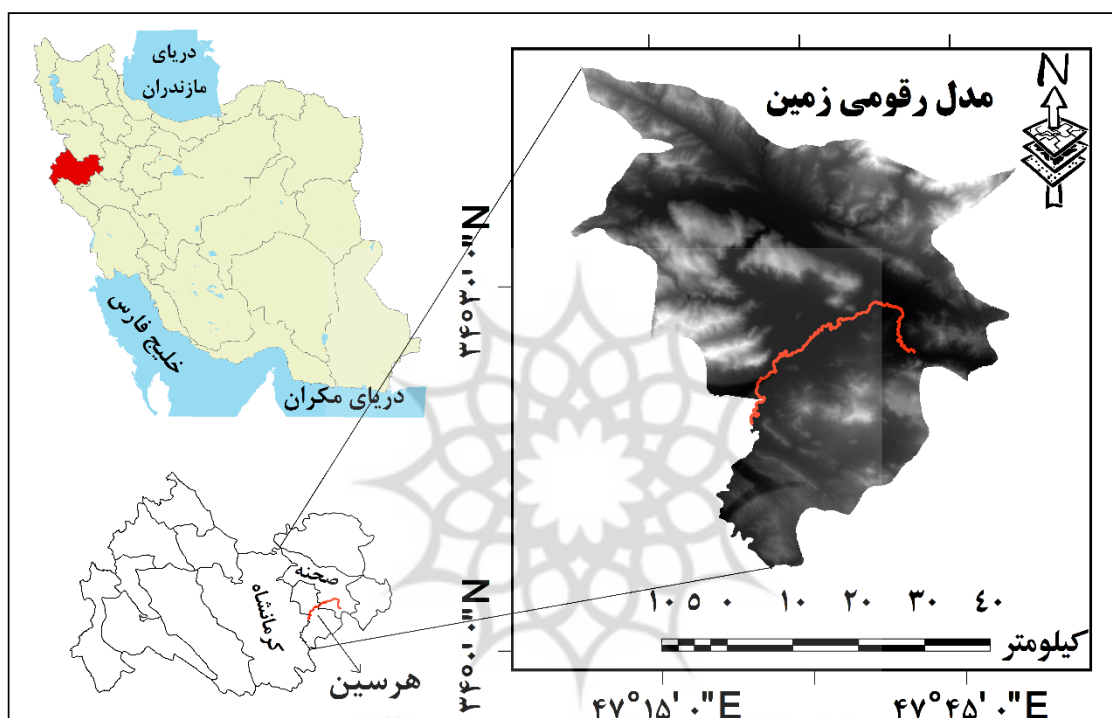 دریای
مازندران
خلیج فارس
دریای مکران
صحنه
کرمانشاه
هرسین
مدل رقومی زمین
N
۳۴°۳۰'۰"N
۳۴°۰'۰"N
۱۰ ۵ ۰ ۱۰ ۲۰ ۳۰ ۴۰
کیلومتر
۴۷°۱۵'۰"E ۴۷°۴۵'۰"E